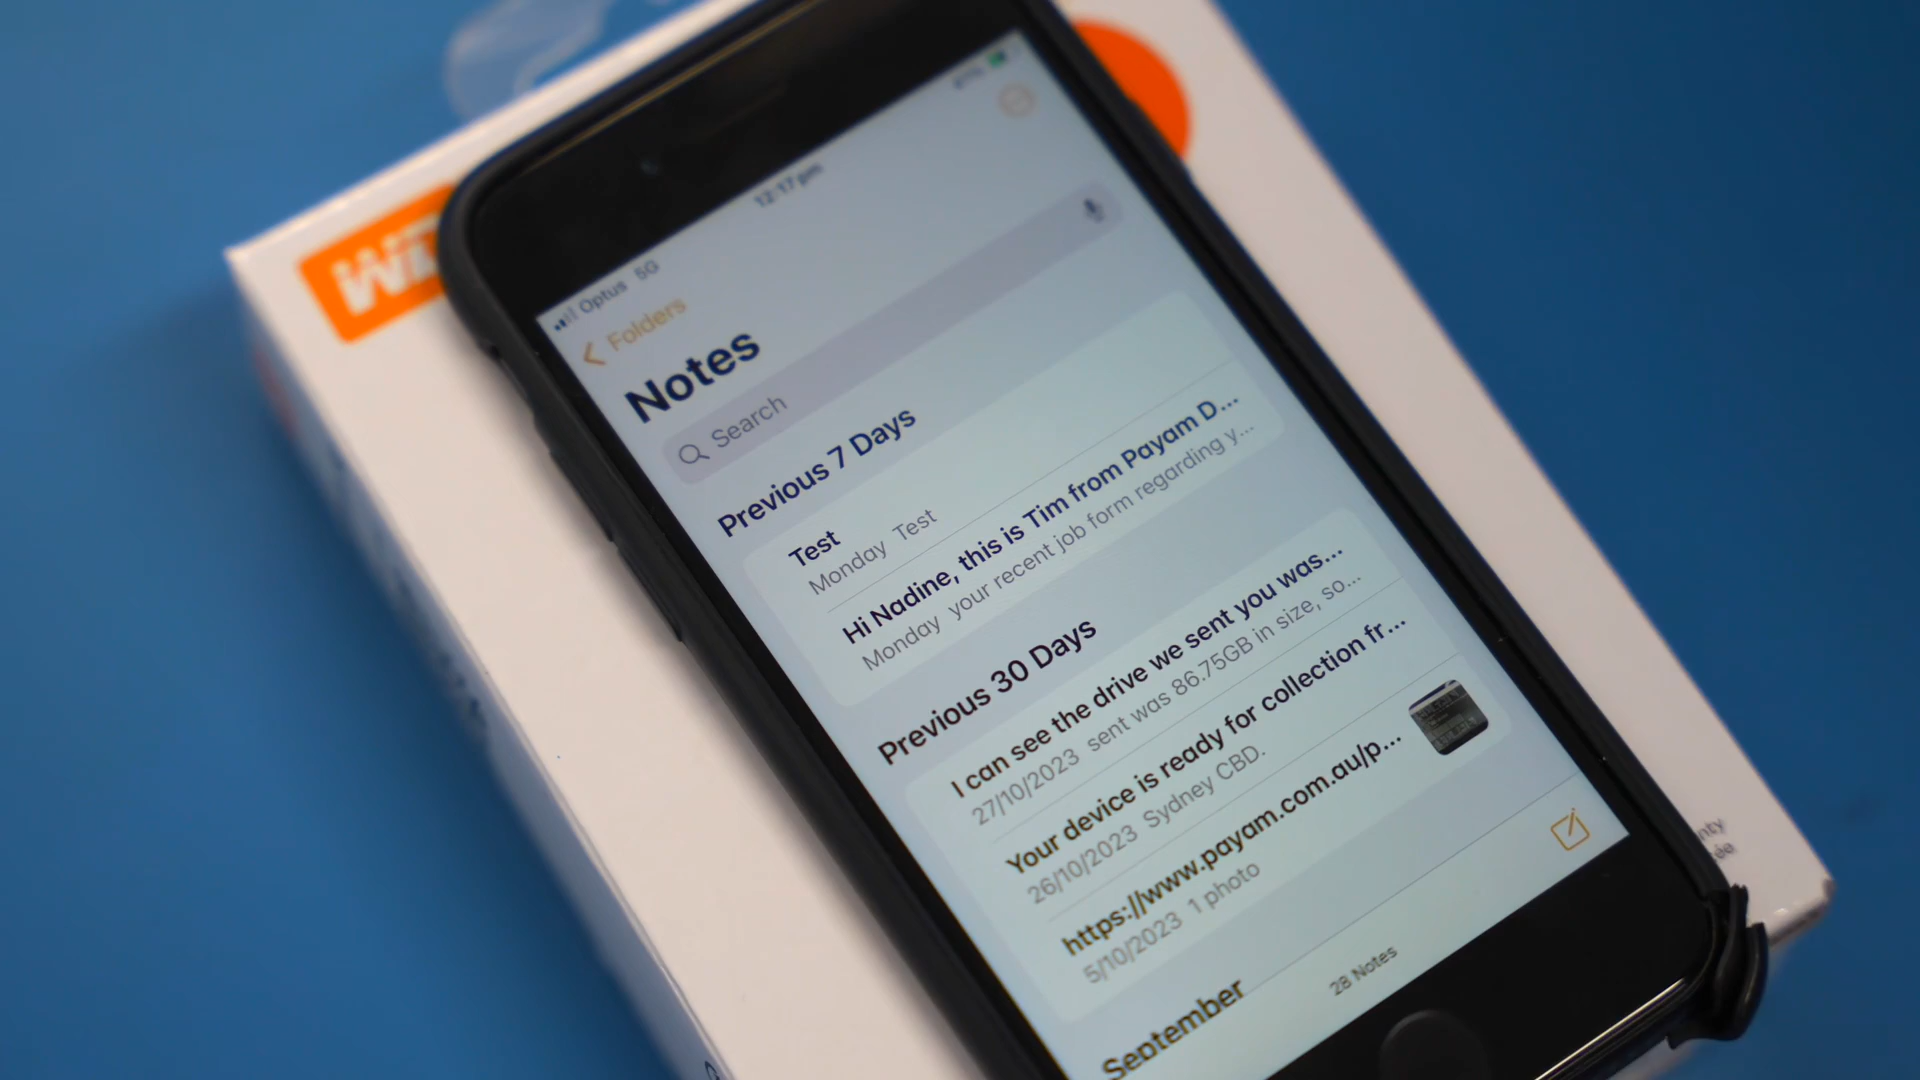 WD
Optus 5G
12:17pm
Folders
Notes
Search
Previous 7 Days
Test
Monday Test
Hi Nadine, this is Tim from Payam D...
Monday your recent job form regarding y...
Previous 30 Days
I can see the drive we sent you was...
27/10/2023 sent was 86.75GB in size, so...
Your device is ready for collection fr...
26/10/2023 Sydney CBD.
https://www.payam.com.au/p...
5/10/2023 1 photo
September
28 Notes